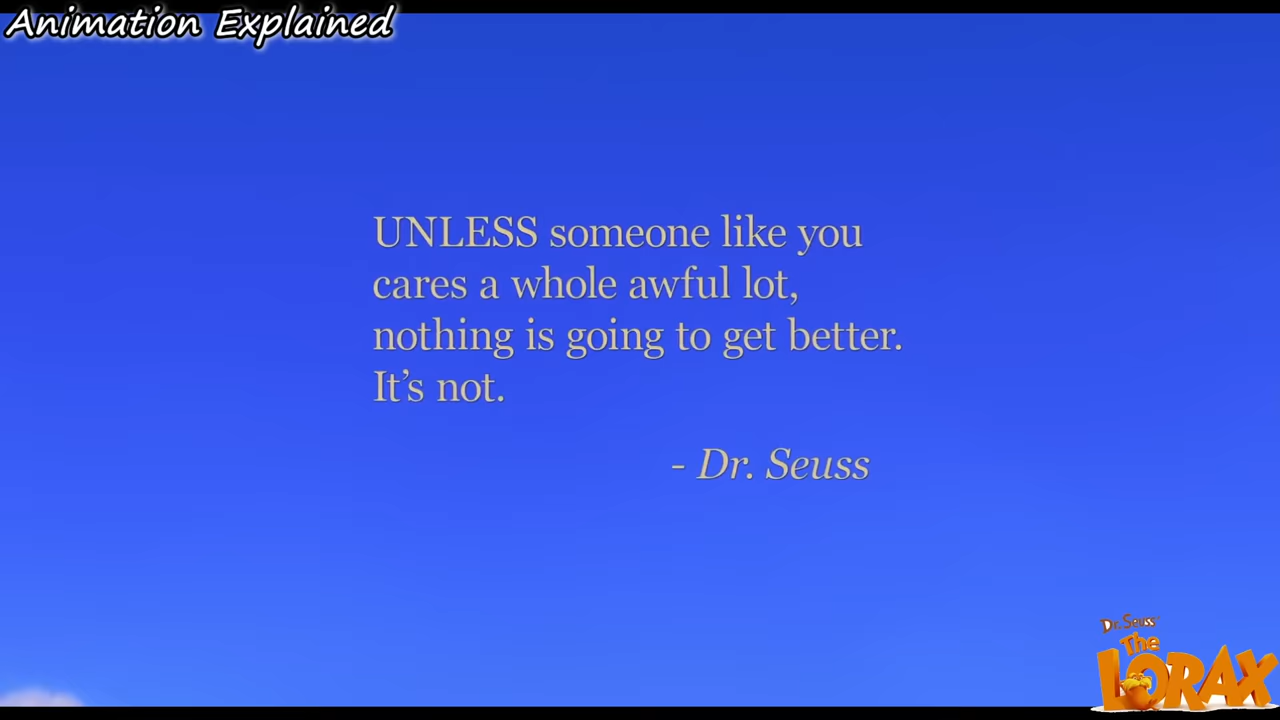 Animation Explained
UNLESS someone like you
cares a whole awful lot,
nothing is going to get better.
It’s not.
- Dr. Seuss
Dr. Seuss
The
LORAX